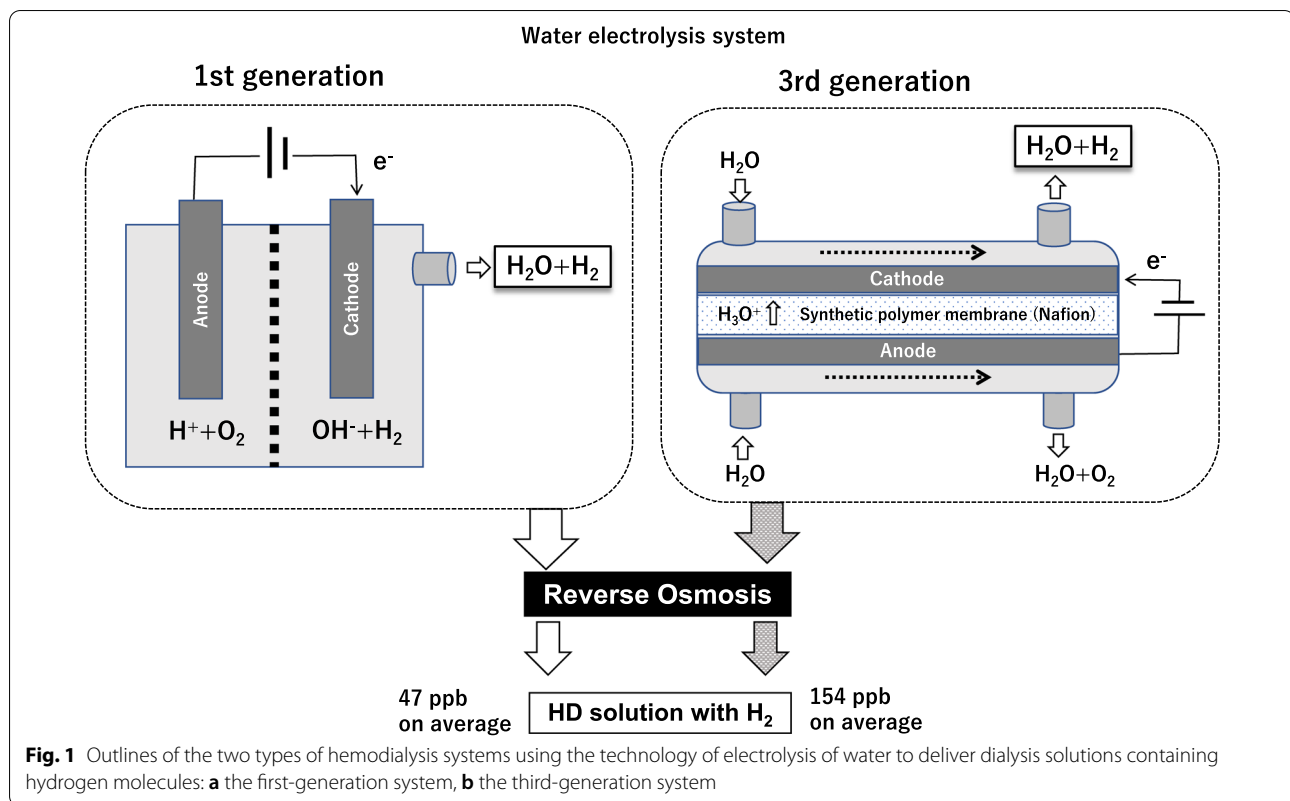 Water electrolysis system
1st generation
e⁻
Anode
Cathode
H₂O+H₂
H⁺+O₂
OH⁻+H₂
3rd generation
H₂O
H₂O+H₂
e⁻
Cathode
H₃O⁺ Synthetic polymer membrane (Nafion)
Anode
H₂O
H₂O+O₂
Reverse Osmosis
47 ppb
on average
HD solution with H₂
154 ppb
on average
Fig. 1 Outlines of the two types of hemodialysis systems using the technology of electrolysis of water to deliver dialysis solutions containing
hydrogen molecules: a the first-generation system, b the third-generation system